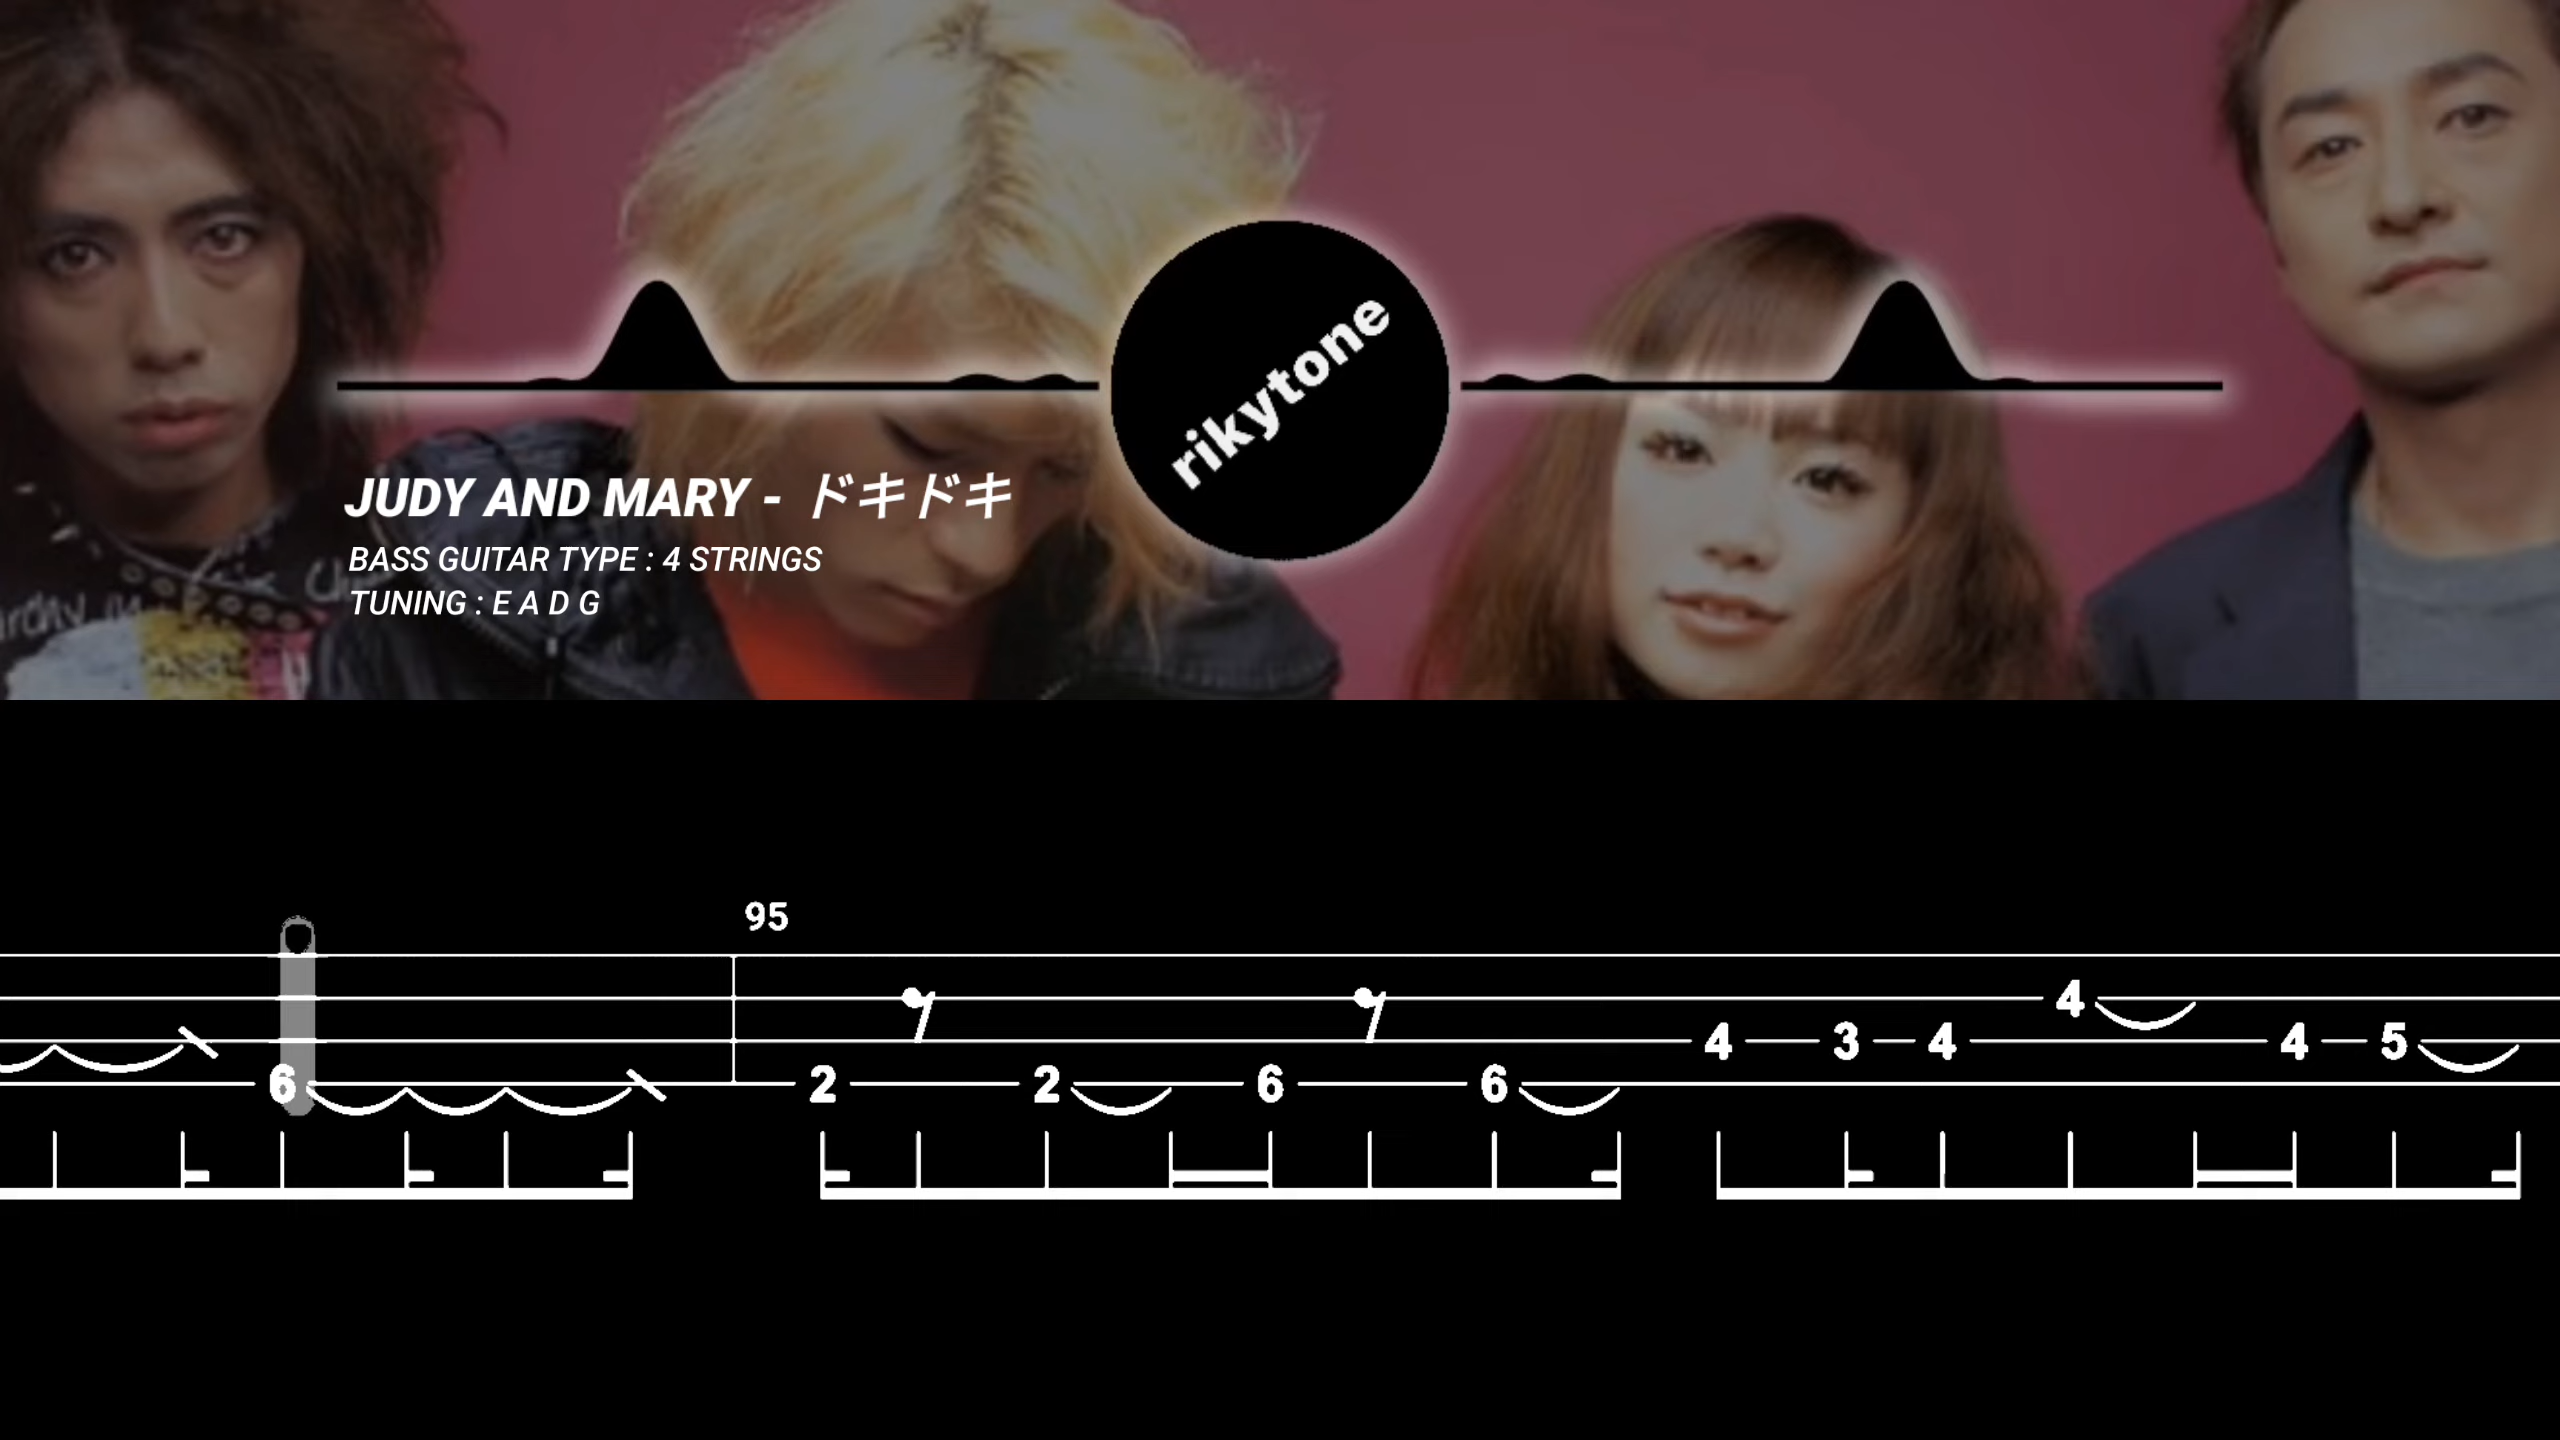 rikytone
JUDY AND MARY - ドキドキ
BASS GUITAR TYPE : 4 STRINGS
TUNING : E A D G
95
4
4 3 4 4 5
6 2 2 6 6